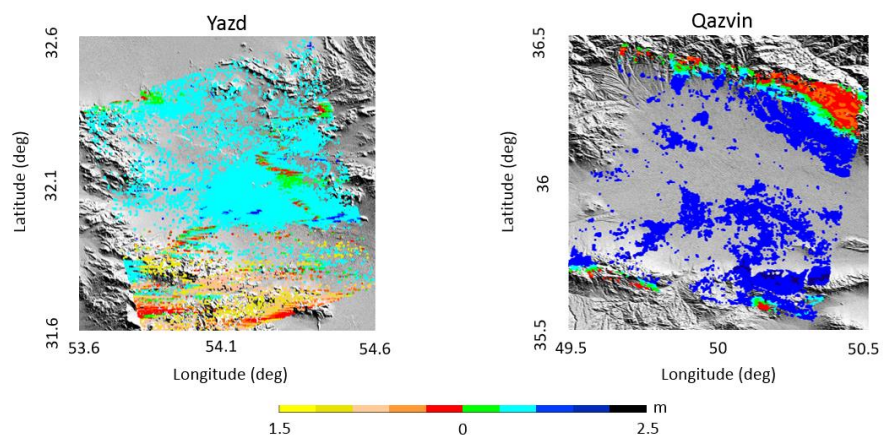 Yazd
Qazvin
32.6
32.1
31.6
Latitude (deg)
53.6
54.1
54.6
Longitude (deg)
36.5
36
35.5
Latitude (deg)
49.5
50
50.5
Longitude (deg)
1.5
0
2.5
m